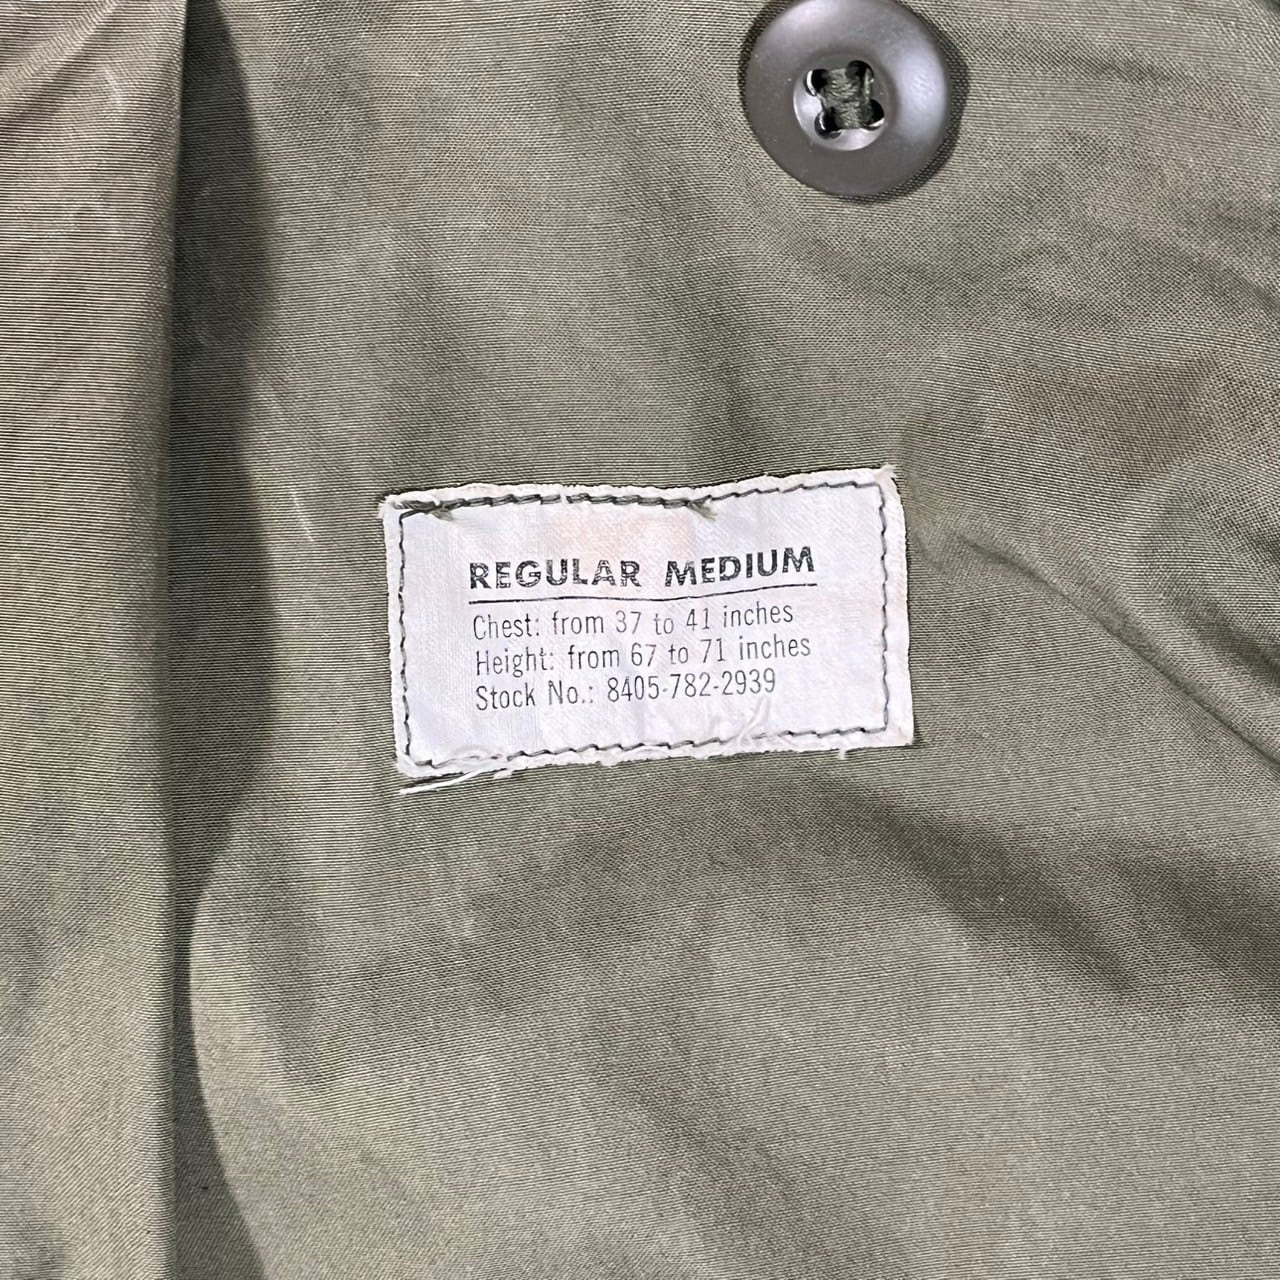 REGULAR MEDIUM
Chest: from 37 to 41 inches
Height: from 67 to 71 inches
Stock No.: 8405-782-2939